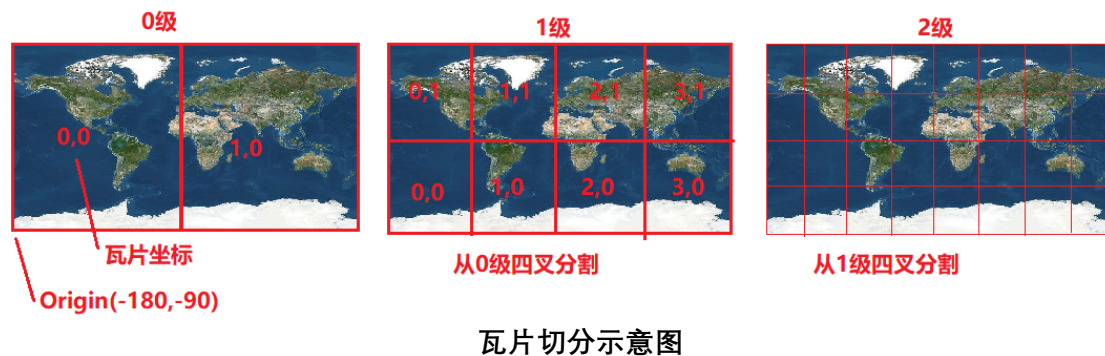 0级
1级
2级
0,0
1,0
0,1
1,1
2,1
3,1
0,0
1,0
2,0
3,0
瓦片坐标
Origin(-180,-90)
从0级四叉分割
从1级四叉分割
瓦片切分示意图